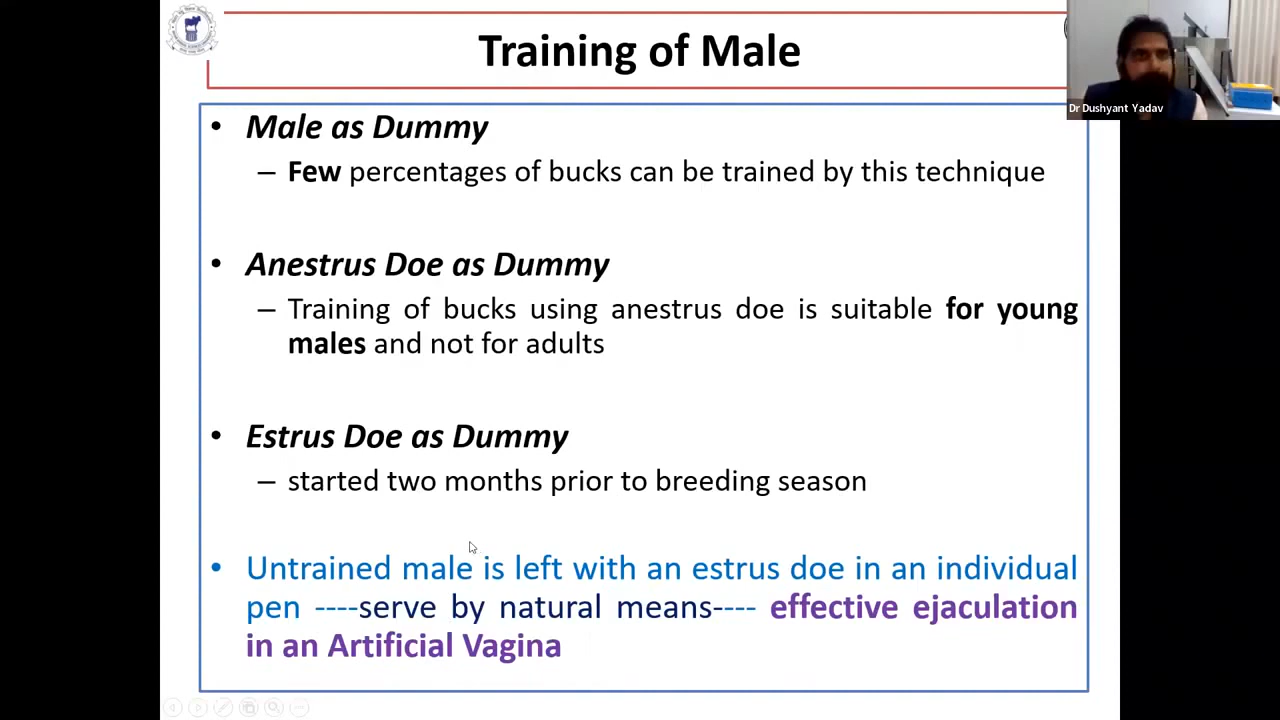 Training of Male
Dr Dushyant Yadav
• Male as Dummy
– Few percentages of bucks can be trained by this technique
• Anestrus Doe as Dummy
– Training of bucks using anestrus doe is suitable for young
males and not for adults
• Estrus Doe as Dummy
– started two months prior to breeding season
• Untrained male is left with an estrus doe in an individual
pen ----serve by natural means---- effective ejaculation
in an Artificial Vagina